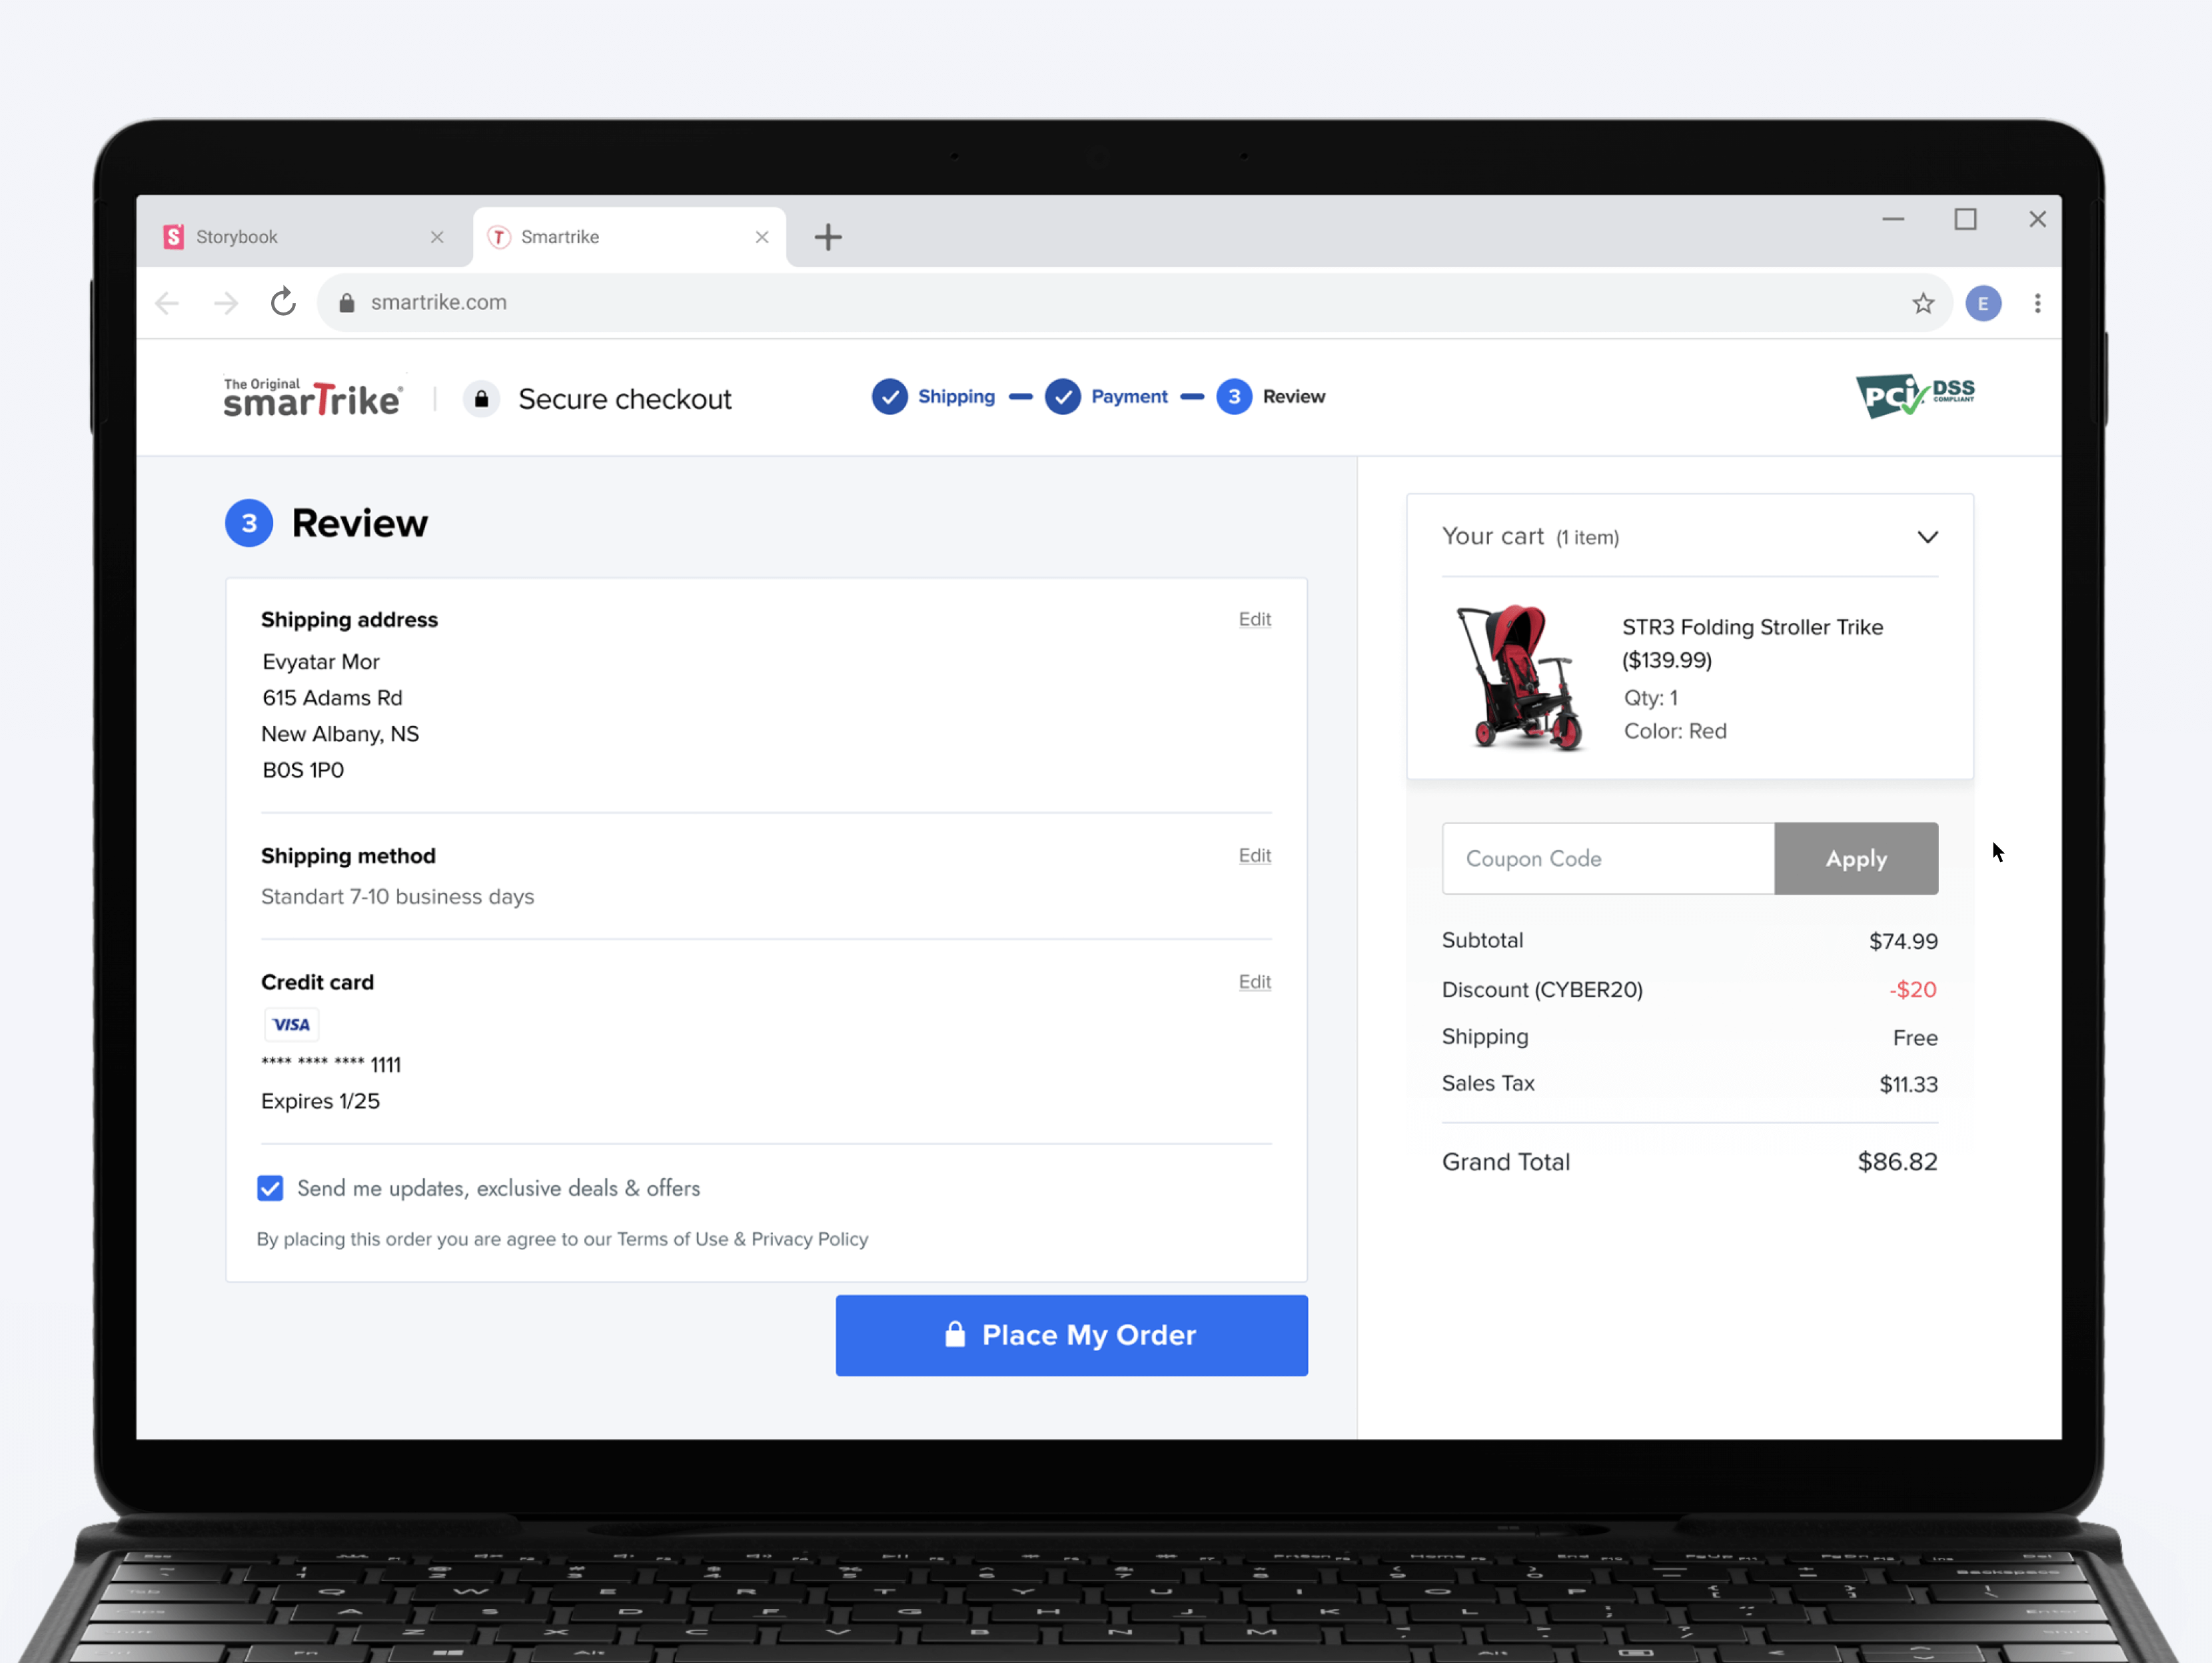 Storybook
Smartrike
smartrike.com
E
The Original
smarTrike®
Secure checkout
Shipping
Payment
3 Review
PCi DSS
COMPLIANT
3 Review
Shipping address
Edit
Evyatar Mor
615 Adams Rd
New Albany, NS
B0S 1P0
Shipping method
Edit
Standart 7-10 business days
Credit card
Edit
VISA
**** **** **** 1111
Expires 1/25
Send me updates, exclusive deals & offers
By placing this order you are agree to our Terms of Use & Privacy Policy
Place My Order
Your cart (1 item)
STR3 Folding Stroller Trike
($139.99)
Qty: 1
Color: Red
Coupon Code
Apply
Subtotal $74.99
Discount (CYBER20) -$20
Shipping Free
Sales Tax $11.33
Grand Total $86.82
Q W E R T Y U I O P
A S D F G H J K L
Z X C V B N M
Fn Alt Alt